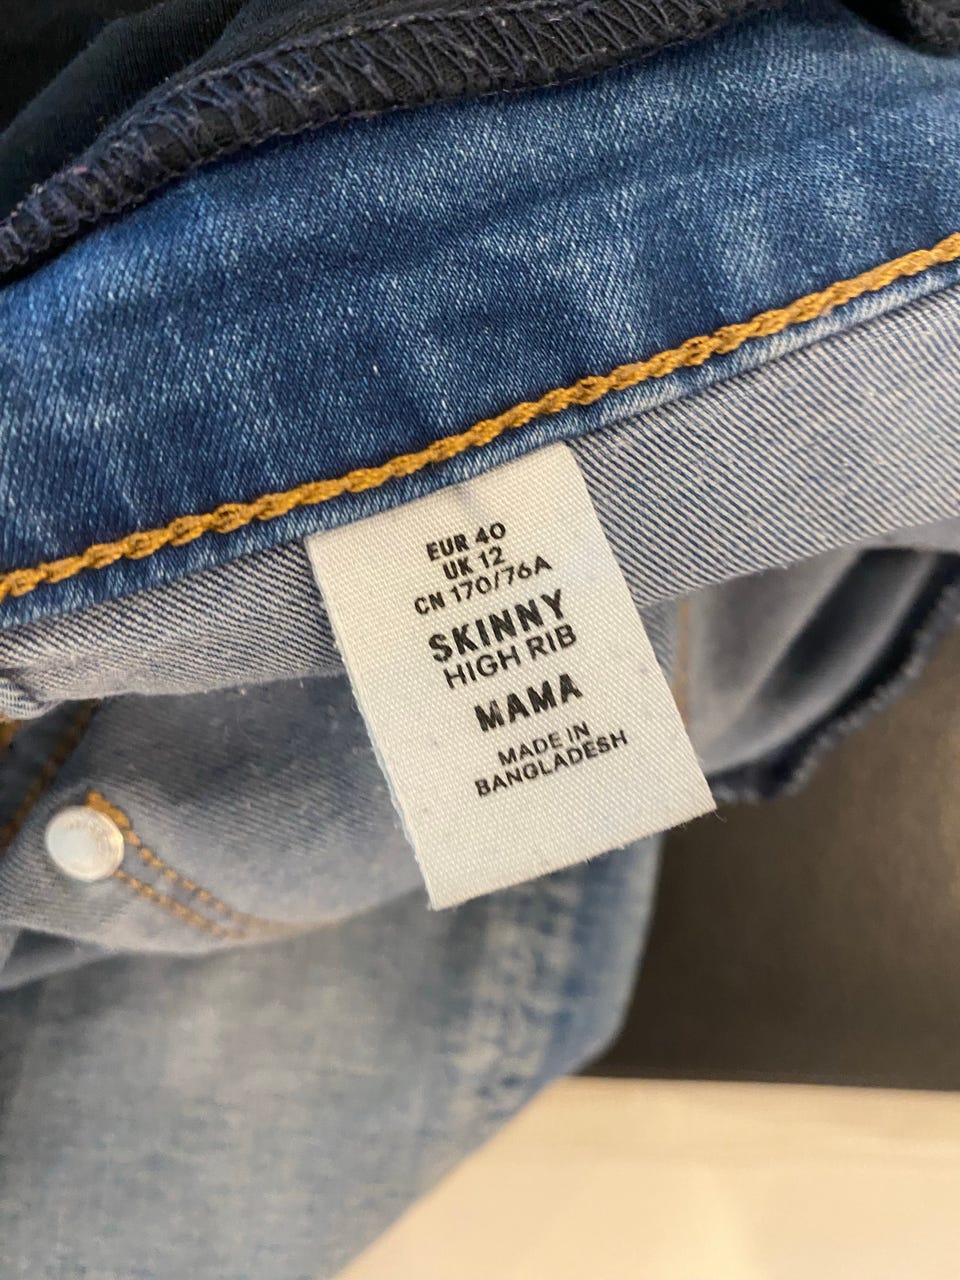 EUR 40
UK 12
CN 170/76A
SKINNY
HIGH RIB
MAMA
MADE IN
BANGLADESH